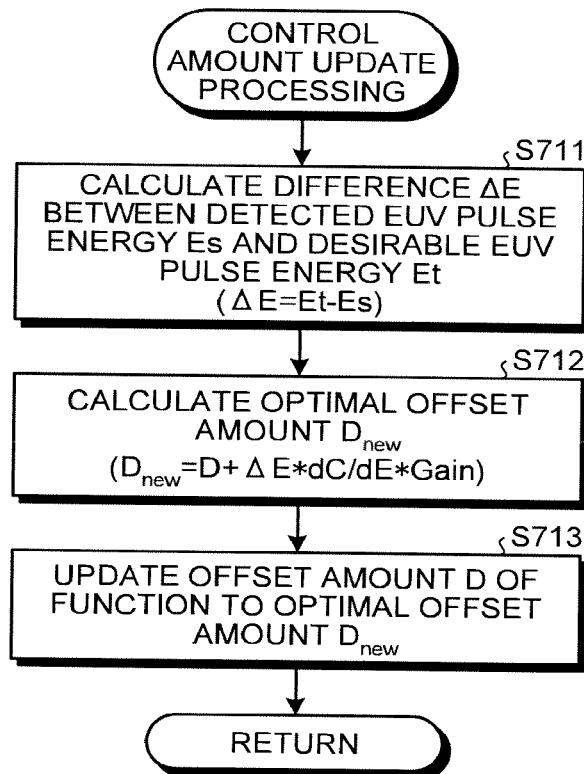 CONTROL
AMOUNT UPDATE
PROCESSING
S711
CALCULATE DIFFERENCE ΔE
BETWEEN DETECTED EUV PULSE
ENERGY Es AND DESIRABLE EUV
PULSE ENERGY Et
(ΔE=Et-Es)
S712
CALCULATE OPTIMAL OFFSET
AMOUNT Dnew
(Dnew=D+ΔE*dC/dE*Gain)
S713
UPDATE OFFSET AMOUNT D OF
FUNCTION TO OPTIMAL OFFSET
AMOUNT Dnew
RETURN